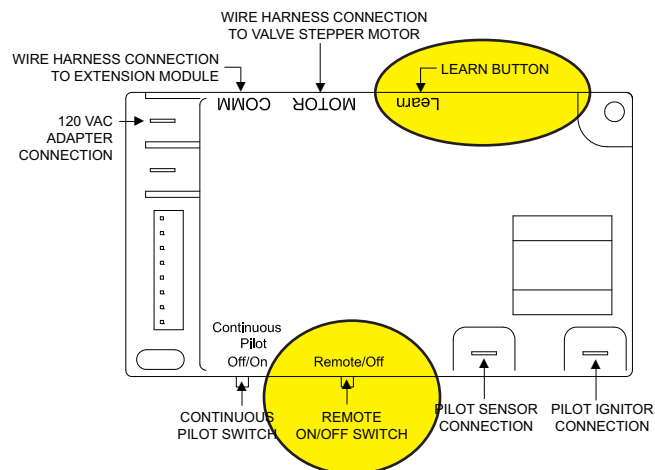 WIRE HARNESS CONNECTION
TO VALVE STEPPER MOTOR
WIRE HARNESS CONNECTION
TO EXTENSION MODULE
LEARN BUTTON
120 VAC
ADAPTER
CONNECTION
COMM
MOTOR
Learn
Continuous
Pilot
Off/On
Remote/Off
CONTINUOUS
PILOT SWITCH
REMOTE
ON/OFF SWITCH
PILOT SENSOR
CONNECTION
PILOT IGNITOR
CONNECTION